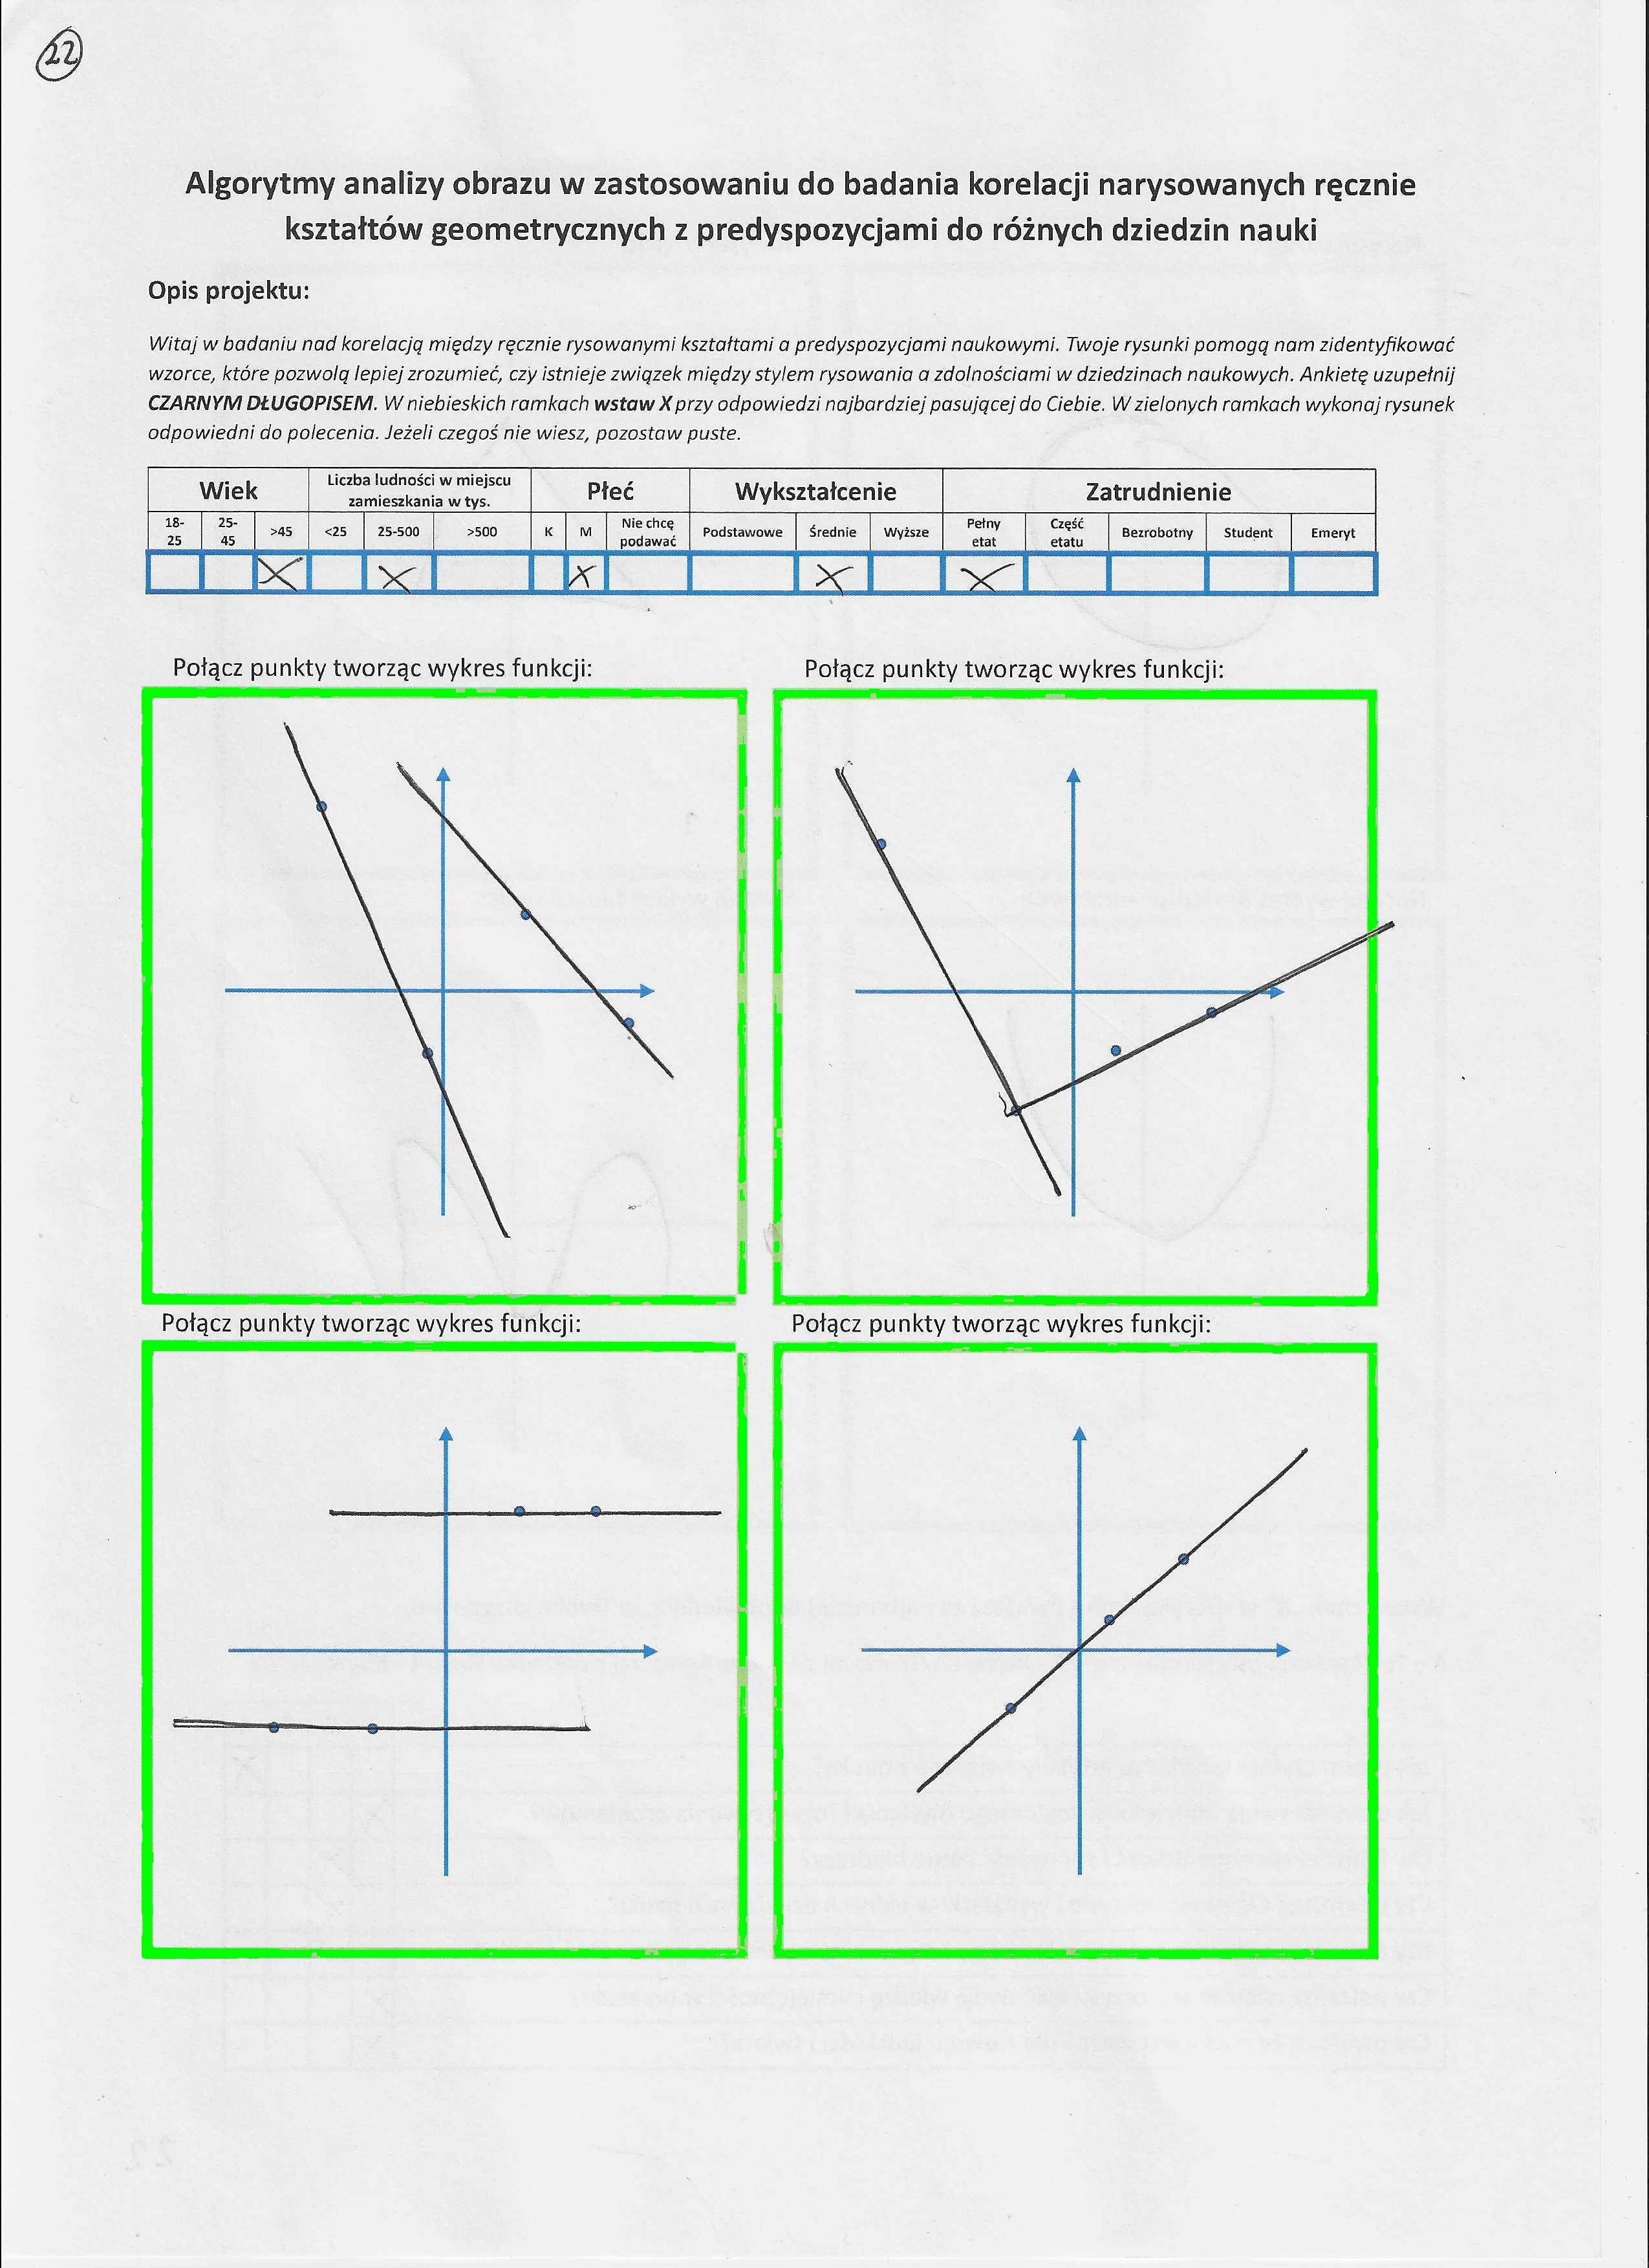 22
Algorytmy analizy obrazu w zastosowaniu do badania korelacji narysowanych ręcznie
kształtów geometrycznych z predyspozycjami do różnych dziedzin nauki
Opis projektu:
Witaj w badaniu nad korelacją między ręcznie rysowanymi kształtami a predyspozycjami naukowymi. Twoje rysunki pomogą nam zidentyfikować
wzorce, które pozwolą lepiej zrozumieć, czy istnieje związek między stylem rysowania a zdolnościami w dziedzinach naukowych. Ankietę uzupełnij
CZARNYM DŁUGOPISEM. W niebieskich ramkach wstaw X przy odpowiedzi najbardziej pasującej do Ciebie. W zielonych ramkach wykonaj rysunek
odpowiedni do polecenia. Jeżeli czegoś nie wiesz, pozostaw puste.
Wiek Liczba ludności w miejscu zamieszkania w tys. Płeć Wykształcenie Zatrudnienie
18-25 25-45 >45 <25 25-500 >500 K M Nie chcę podawać Podstawowe Średnie Wyższe Pełny etat Część etatu Bezrobotny Student Emeryt
X X X X X
Połącz punkty tworząc wykres funkcji: Połącz punkty tworząc wykres funkcji:
Połącz punkty tworząc wykres funkcji: Połącz punkty tworząc wykres funkcji: